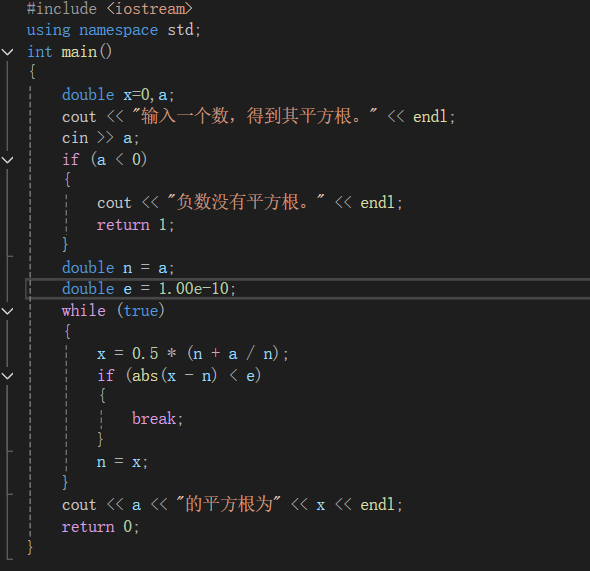 #include <iostream>
using namespace std;
int main()
{
double x=0,a;
cout << "输入一个数，得到其平方根。" << endl;
cin >> a;
if (a < 0)
{
cout << "负数没有平方根。" << endl;
return 1;
}
double n = a;
double e = 1.00e-10;
while (true)
{
x = 0.5 * (n + a / n);
if (abs(x - n) < e)
{
break;
}
n = x;
}
cout << a << "的平方根为" << x << endl;
return 0;
}